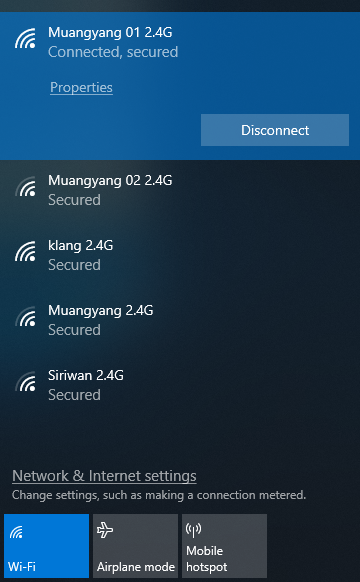 Muangyang 01 2.4G
Connected, secured
Properties
Disconnect
Muangyang 02 2.4G
Secured
klang 2.4G
Secured
Muangyang 2.4G
Secured
Siriwan 2.4G
Secured
Network & Internet settings
Change settings, such as making a connection metered.
Wi-Fi
Airplane mode
Mobile
hotspot